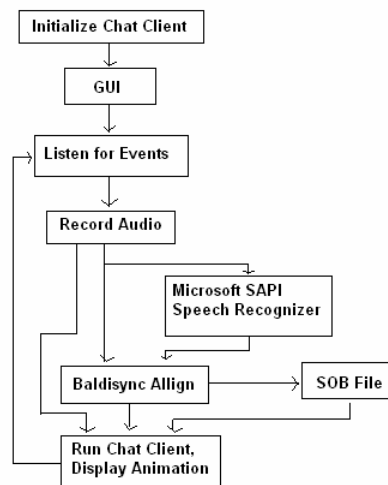 Initialize Chat Client
GUI
Listen for Events
Record Audio
Microsoft SAPI
Speech Recognizer
Baldisync Allign
SOB File
Run Chat Client,
Display Animation